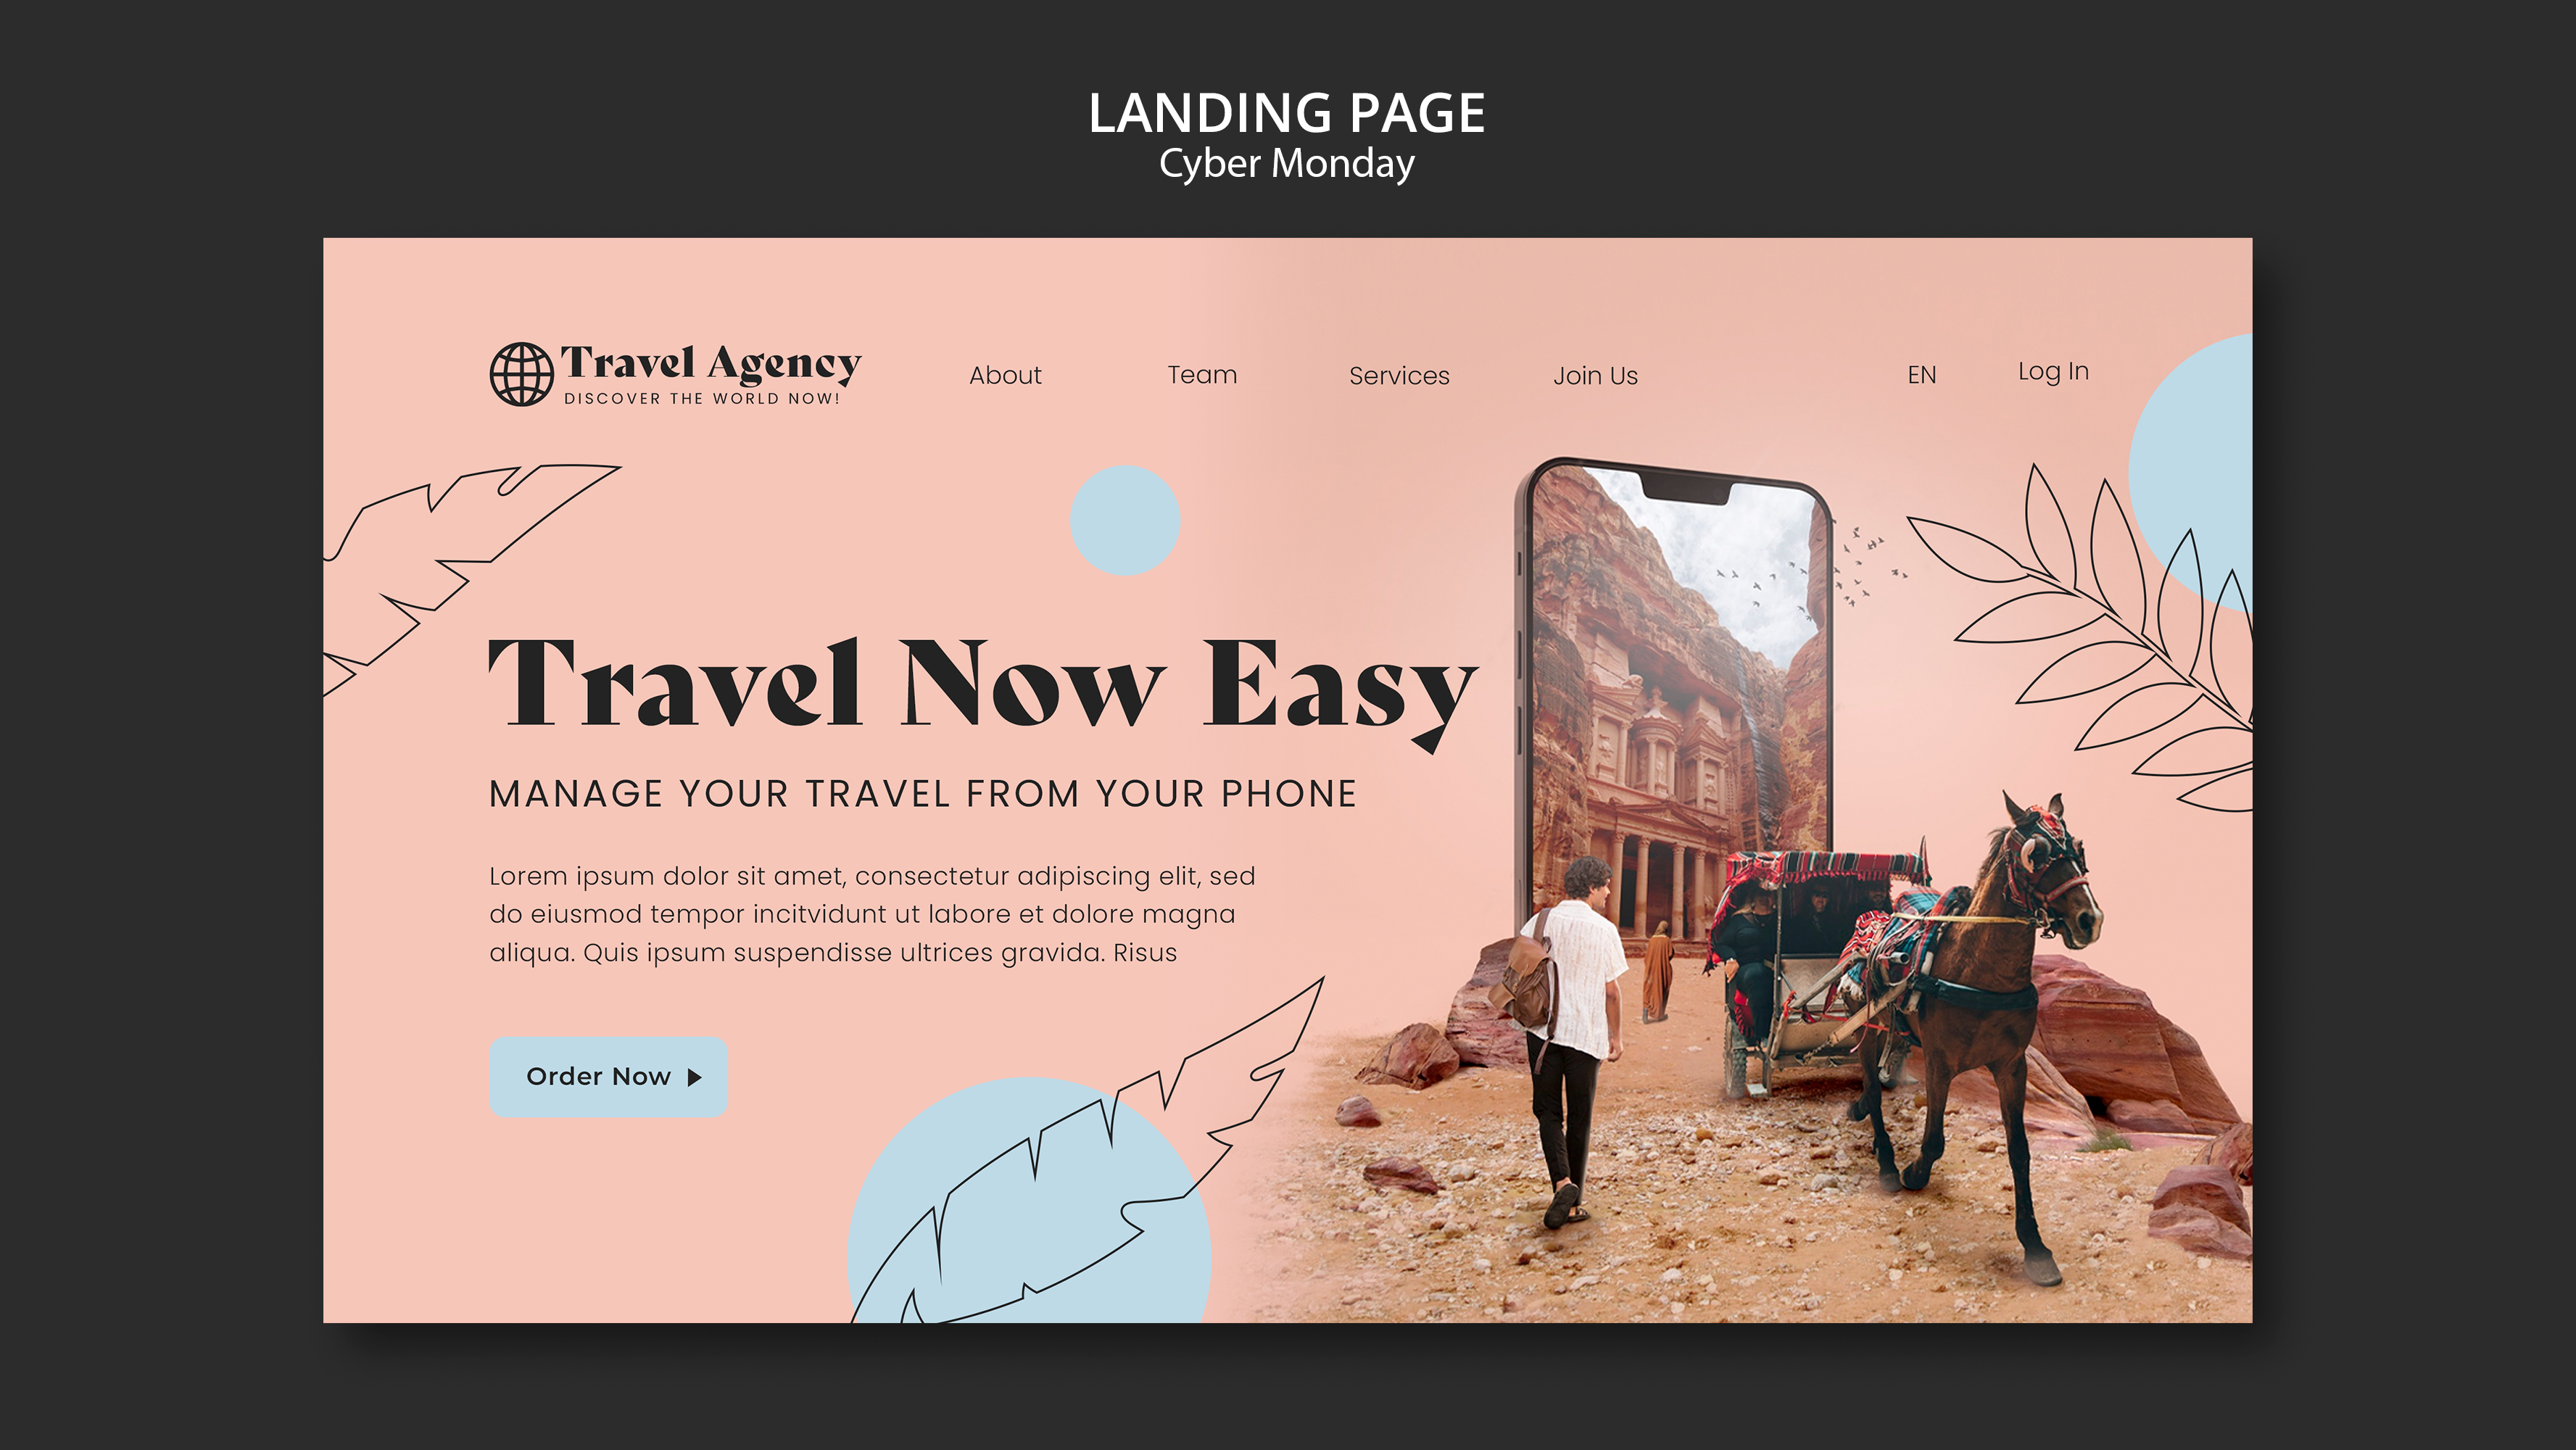 LANDING PAGE
Cyber Monday
Travel Agency
DISCOVER THE WORLD NOW!
About
Team
Services
Join Us
EN
Log In
Travel Now Easy
MANAGE YOUR TRAVEL FROM YOUR PHONE
Lorem ipsum dolor sit amet, consectetur adipiscing elit, sed
do eiusmod tempor incitvidunt ut labore et dolore magna
aliqua. Quis ipsum suspendisse ultrices gravida. Risus
Order Now